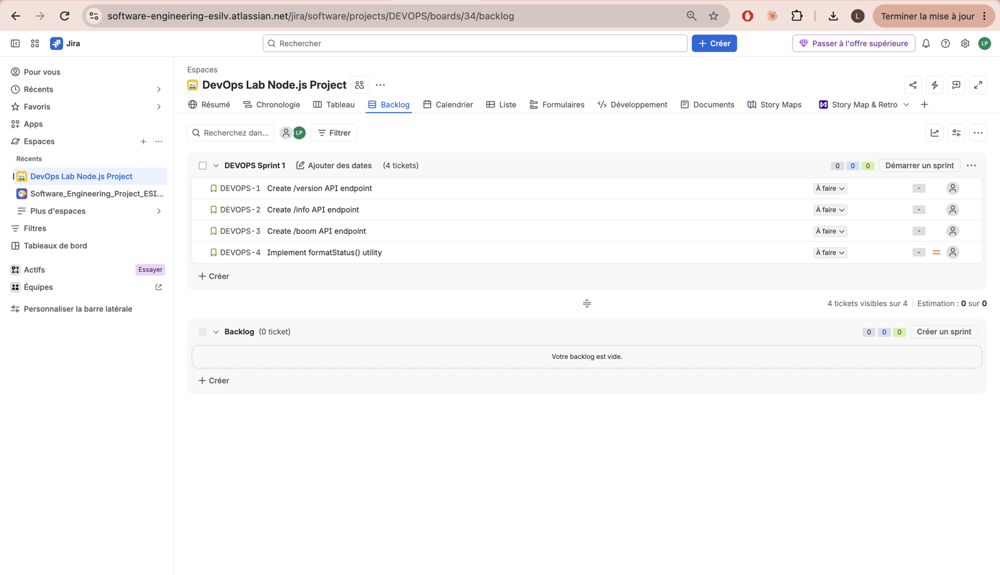 software-engineering-esilv.atlassian.net/jira/software/projects/DEVOPS/boards/34/backlog
L
Terminer la mise à jour
Jira
Rechercher
Créer
Passer à l'offre supérieure
LP
Pour vous
Récents
Favoris
Apps
Espaces
Récents
DevOps Lab Node.js Project
Software_Engineering_Project_ESI...
Plus d'espaces
Filtres
Tableaux de bord
Actifs
Essayer
Équipes
Personnaliser la barre latérale
Espaces
DevOps Lab Node.js Project
Résumé
Chronologie
Tableau
Backlog
Calendrier
Liste
Formulaires
Développement
Documents
Story Maps
Story Map & Retro
Recherchez dan...
LP
Filtrer
DEVOPS Sprint 1
Ajouter des dates
(4 tickets)
0 0 0
Démarrer un sprint
DEVOPS-1 Create /version API endpoint À faire -
DEVOPS-2 Create /info API endpoint À faire -
DEVOPS-3 Create /boom API endpoint À faire -
DEVOPS-4 Implement formatStatus() utility À faire -
Créer
4 tickets visibles sur 4
Estimation : 0 sur 0
Backlog (0 ticket)
0 0 0
Créer un sprint
Votre backlog est vide.
Créer